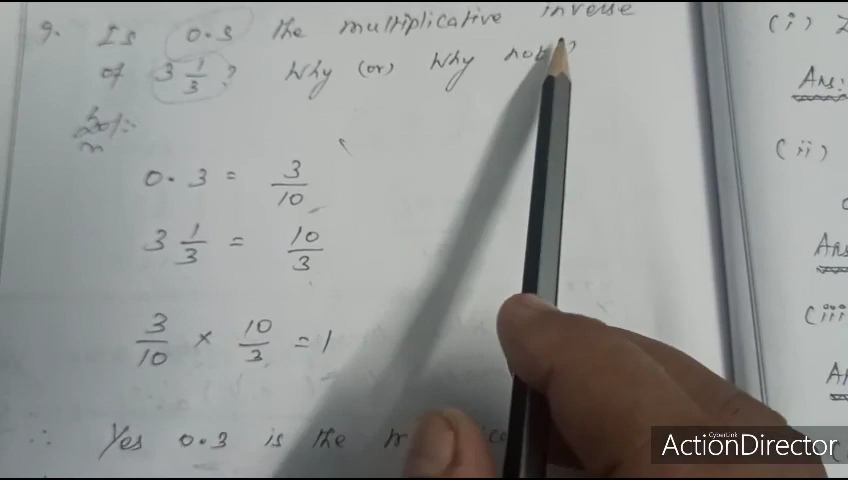 9. Is 0.3 the multiplicative inverse
of 3 1/3? Why (or) Why not?
Sol:-
0.3 = 3/10
3 1/3 = 10/3
3/10 × 10/3 = 1
∴ Yes 0.3 is the
(i)
Ans:
(ii)
Ans
(iii
An
CyberLink
ActionDirector